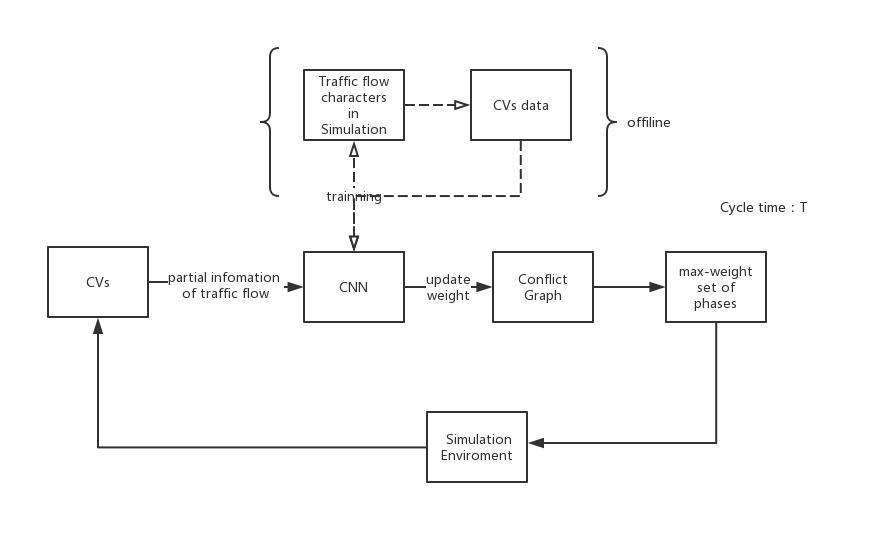 Traffic flow
characters
in
Simulation
CVs data
offiline
trainning
Cycle time : T
CVs
partial infomation
of traffic flow
CNN
update
weight
Conflict
Graph
max-weight
set of
phases
Simulation
Enviroment